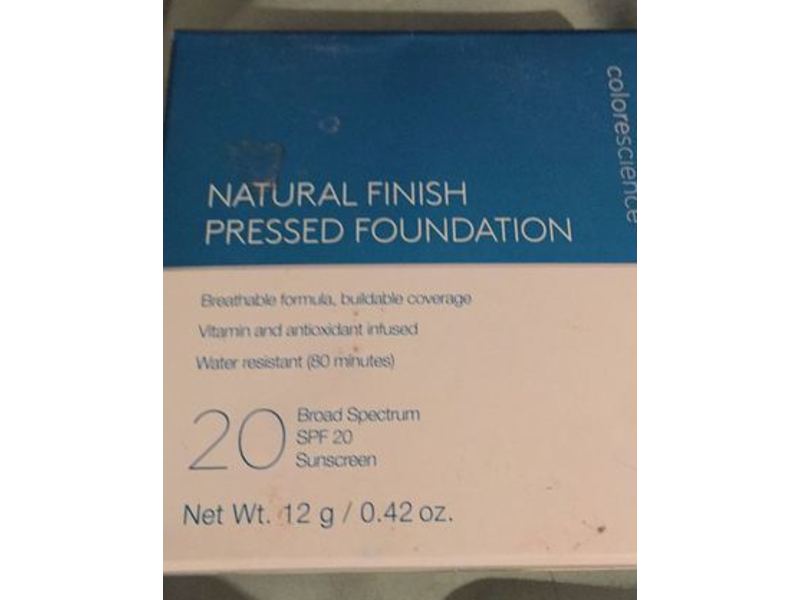 colorescience
NATURAL FINISH
PRESSED FOUNDATION
Breathable formula, buildable coverage
Vitamin and antioxidant infused
Water resistant (80 minutes)
20
Broad Spectrum
SPF 20
Sunscreen
Net Wt. 12 g / 0.42 oz.